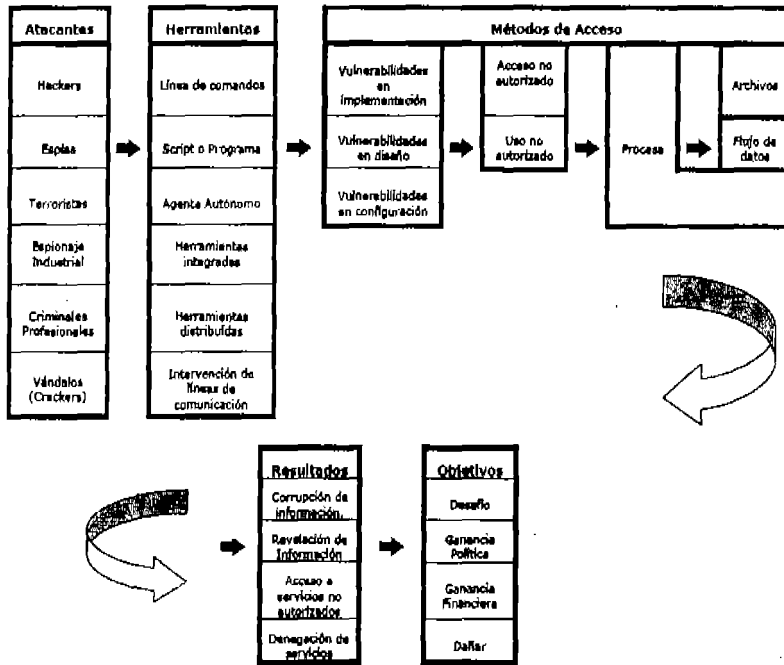 Atacantes
Hackers
Espías
Terroristas
Espionaje
Industrial
Criminales
Profesionales
Vándalos
(Crackers)
Herramientas
Línea de comandos
Script o Programa
Agente Autónomo
Herramientas
integradas
Herramientas
distribuídas
Intervención de
líneas de
comunicación
Métodos de Acceso
Vulnerabilidades
en
implementación
Vulnerabilidades
en diseño
Vulnerabilidades
en configuración
Acceso no
autorizado
Uso no
autorizado
Procesa
Archivos
Flujo de
datos
Resultados
Corrupción de
información.
Revelación de
Información
Acceso a
servicios no
autorizados
Denegación de
servicios
Objetivos
Desafío
Ganancia
Política
Ganancia
Financiera
Dañar